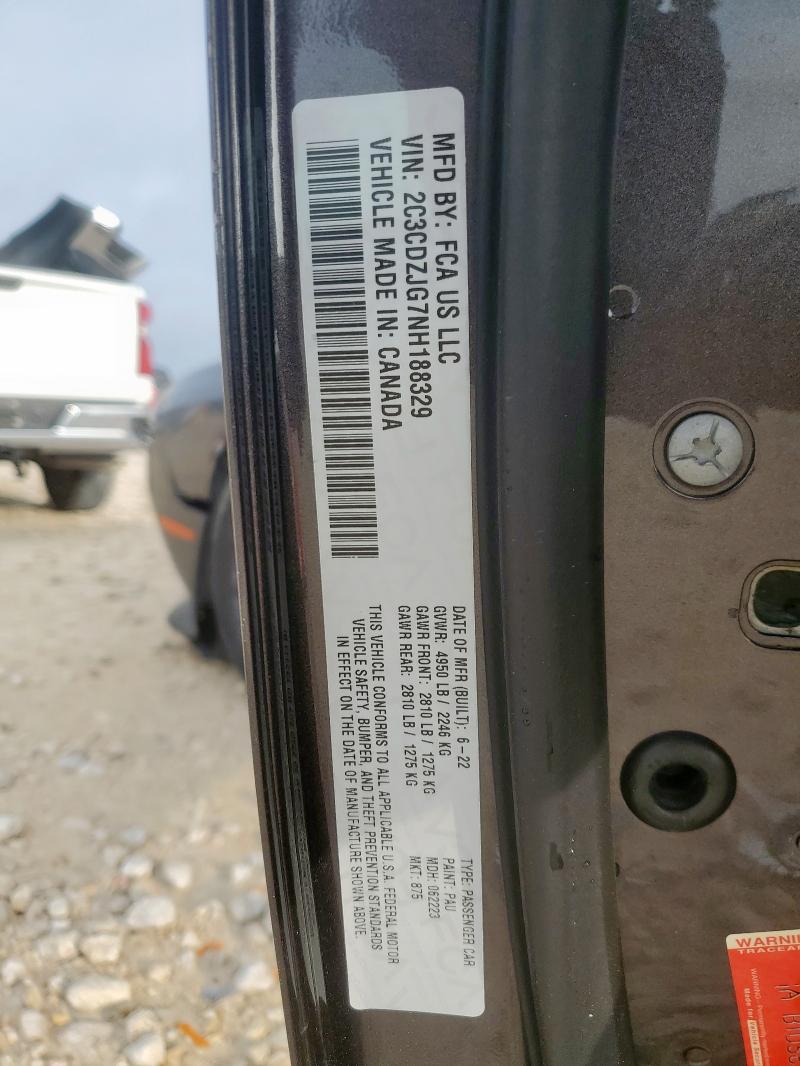 MFD BY: FCA US LLC
VIN: 2C3CDZJG7NH188329
VEHICLE MADE IN: CANADA
DATE OF MFR (BUILT): 6-22
GVWR: 4950 LB / 2246 KG
GAWR FRONT: 2810 LB / 1275 KG
GAWR REAR: 2810 LB / 1275 KG
THIS VEHICLE CONFORMS TO ALL APPLICABLE U.S.A. FEDERAL MOTOR
VEHICLE SAFETY, BUMPER, AND THEFT PREVENTION STANDARDS
IN EFFECT ON THE DATE OF MANUFACTURE SHOWN ABOVE.
TYPE: PASSENGER CAR
PAINT: PAU
MDH: 062223
MKT: 875